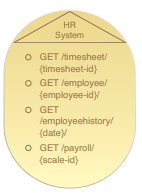 HR
System
GET /timesheet/
{timesheet-id}
GET /employee/
{employee-id}/
GET
/employeehistory/
{date}/
GET /payroll/
{scale-id}